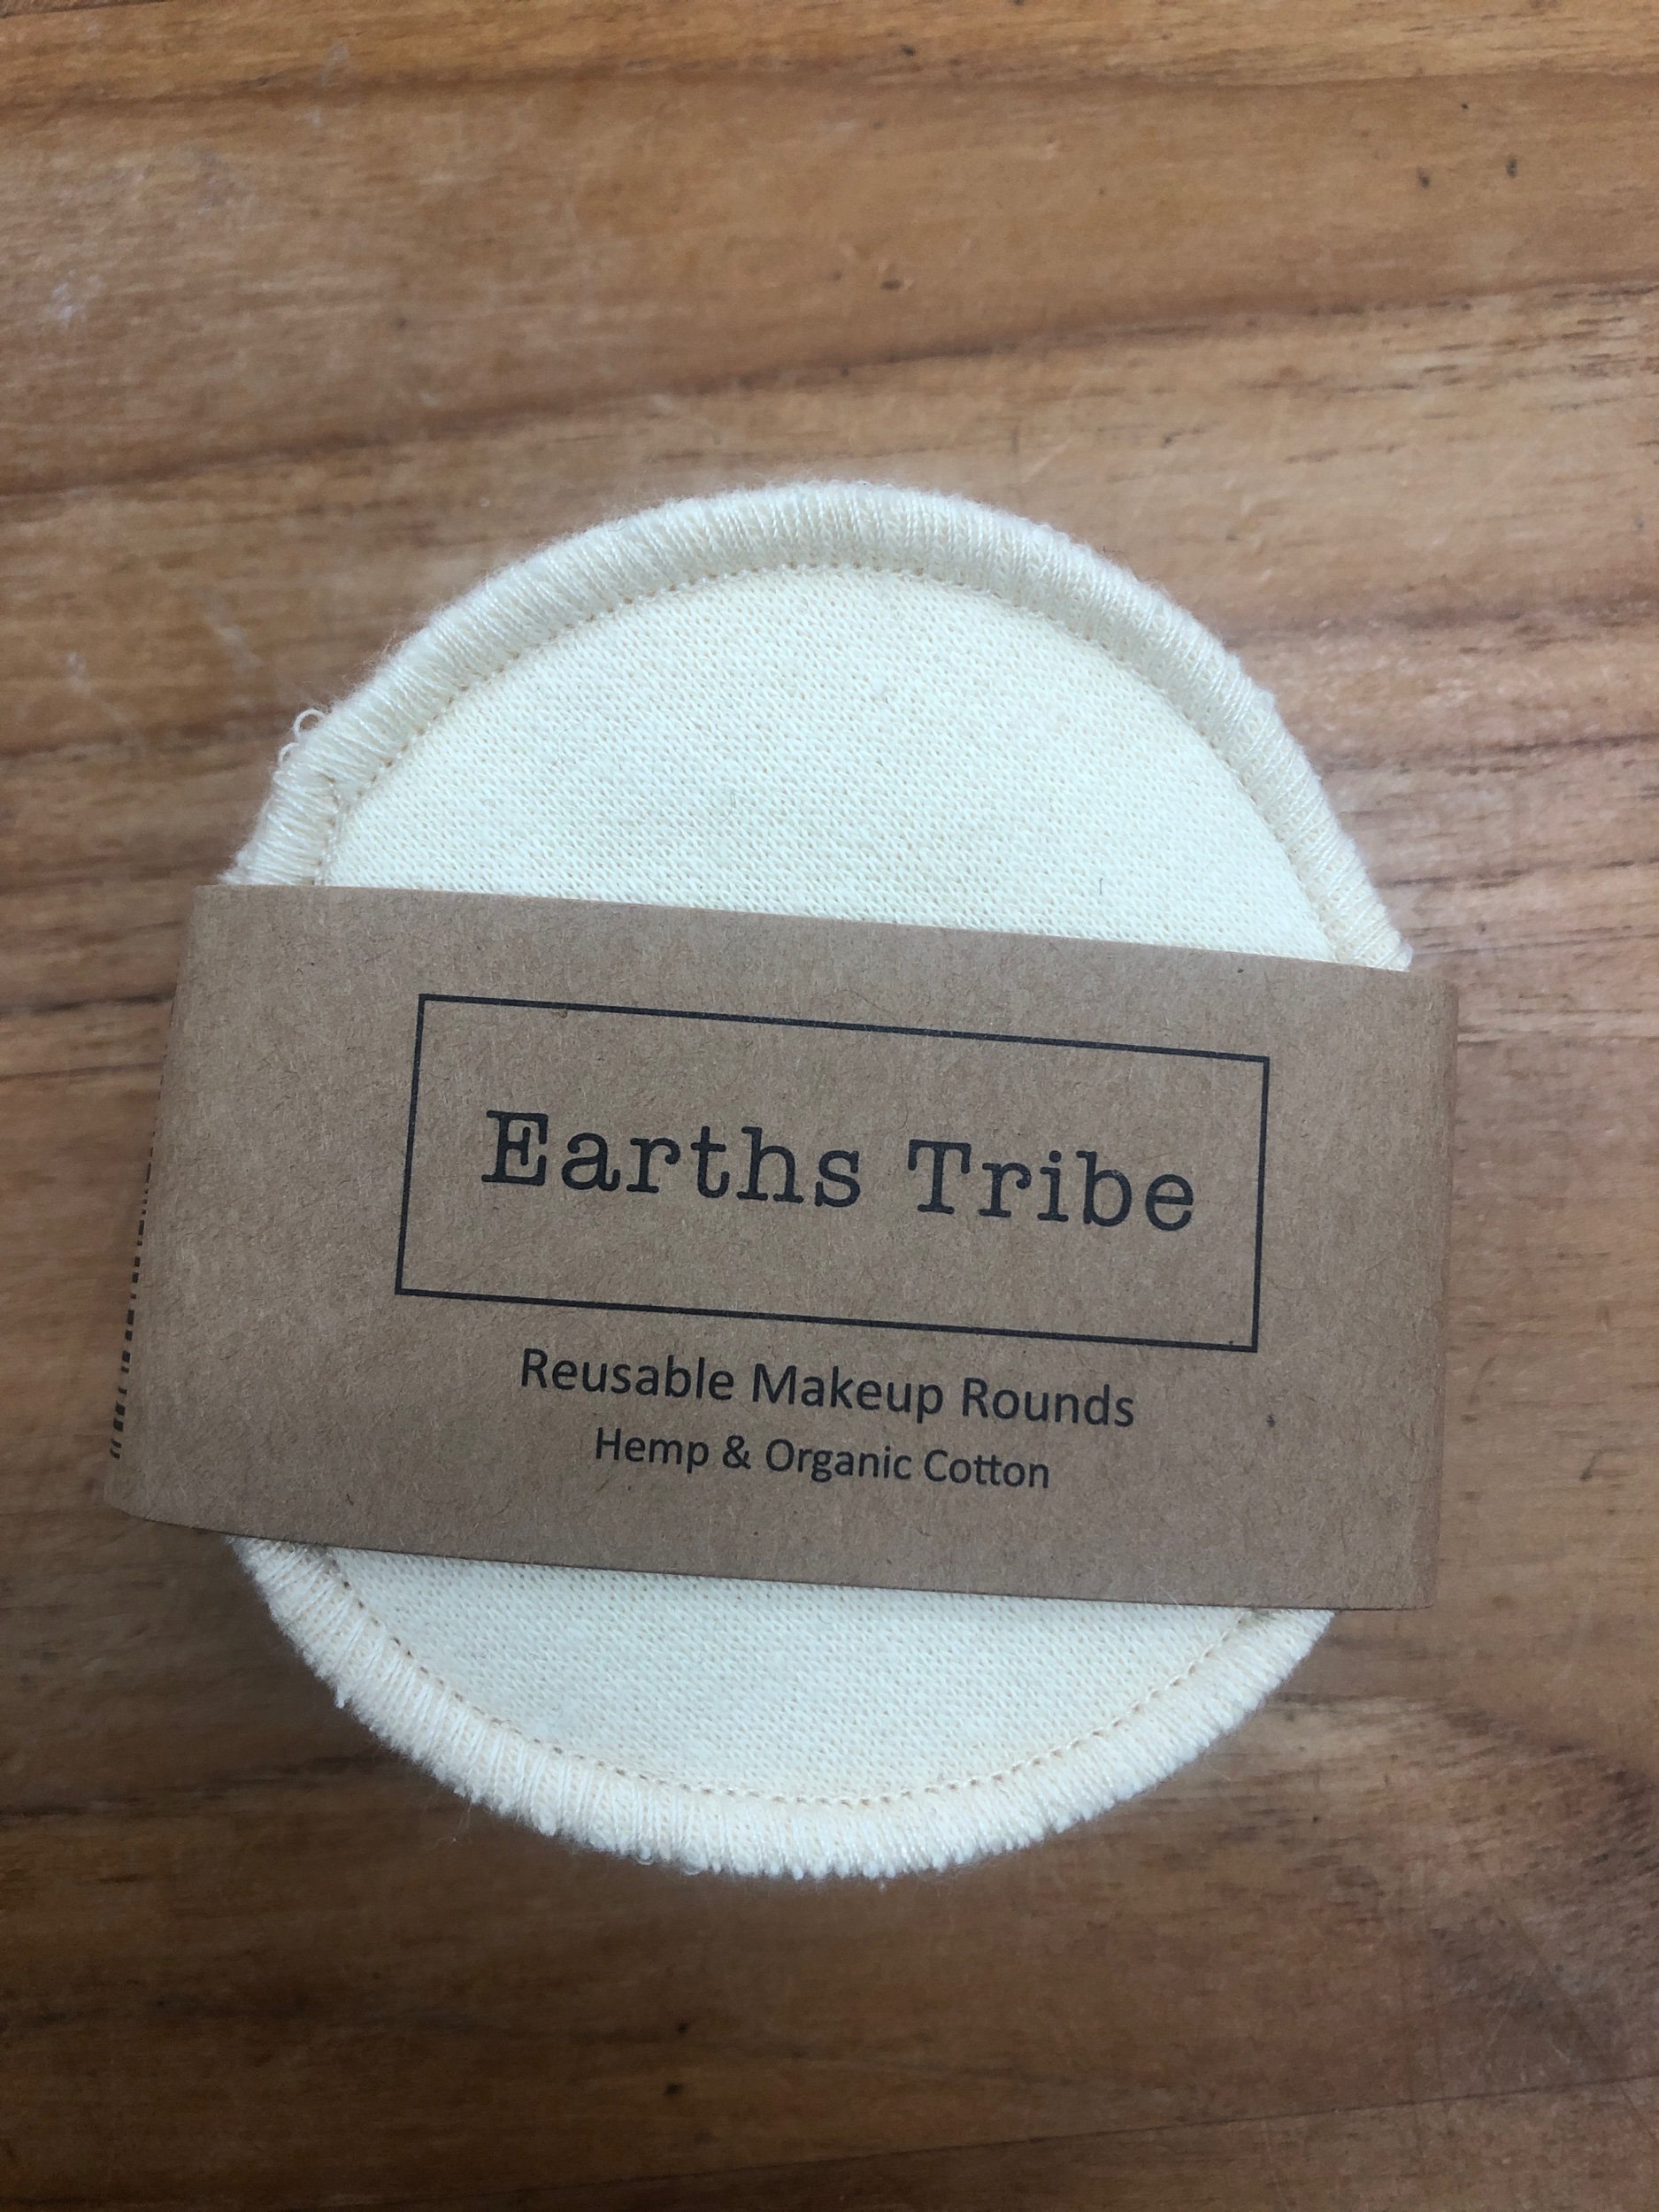 Earths Tribe
Reusable Makeup Rounds
Hemp & Organic Cotton